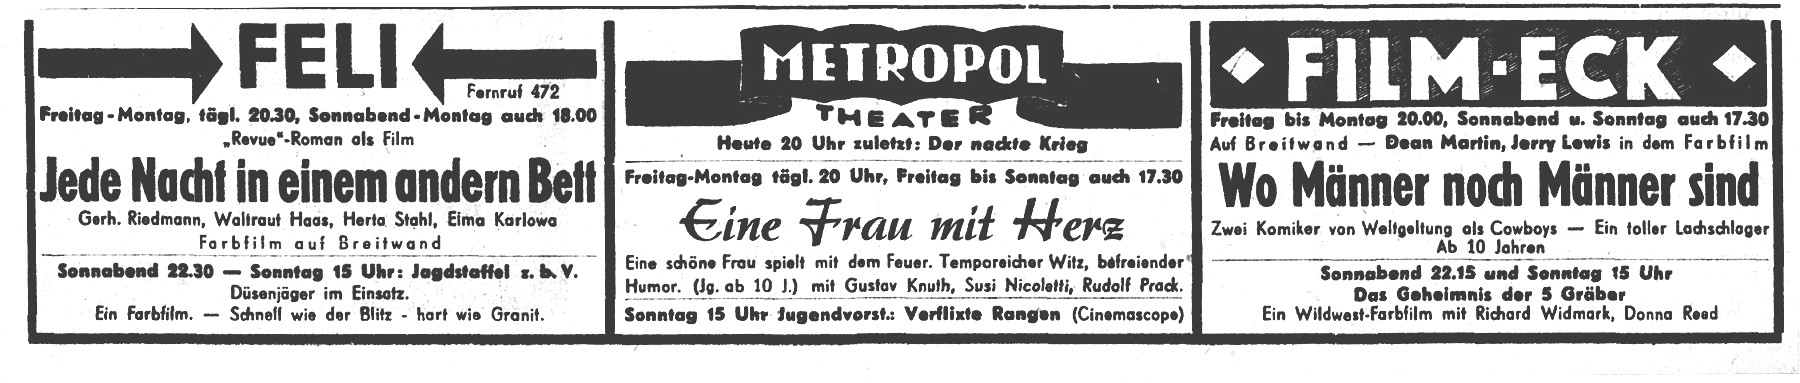 FELI
Fernruf 472
Freitag-Montag, tägl. 20.30, Sonnabend-Montag auch 18.00
„Revue“-Roman als Film
Jede Nacht in einem andern Bett
Gerh. Riedmann, Waltraut Haas, Herta Stahl, Elma Karlowa
Farbfilm auf Breitwand
Sonnabend 22.30 — Sonntag 15 Uhr: Jagdstaffel z. b. V.
Düsenjäger im Einsatz.
Ein Farbfilm. — Schnell wie der Blitz - hart wie Granit.
METROPOL
THEATER
Heute 20 Uhr zuletzt: Der nackte Krieg
Freitag-Montag tägl. 20 Uhr, Freitag bis Sonntag auch 17.30
Eine Frau mit Herz
Eine schöne Frau spielt mit dem Feuer. Temporeicher Witz, befreiender
Humor. (Jg. ab 10 J.) mit Gustav Knuth, Susi Nicoletti, Rudolf Prack.
Sonntag 15 Uhr Jugendvorst.: Verflixte Rangen (Cinemascope)
FILM-ECK
Freitag bis Montag 20.00, Sonnabend u. Sonntag auch 17.30
Auf Breitwand — Dean Martin, Jerry Lewis in dem Farbfilm
Wo Männer noch Männer sind
Zwei Komiker von Weltgeltung als Cowboys — Ein toller Lachschlager
Ab 10 Jahren
Sonnabend 22.15 und Sonntag 15 Uhr
Das Geheimnis der 5 Gräber
Ein Wildwest-Farbfilm mit Richard Widmark, Donna Reed